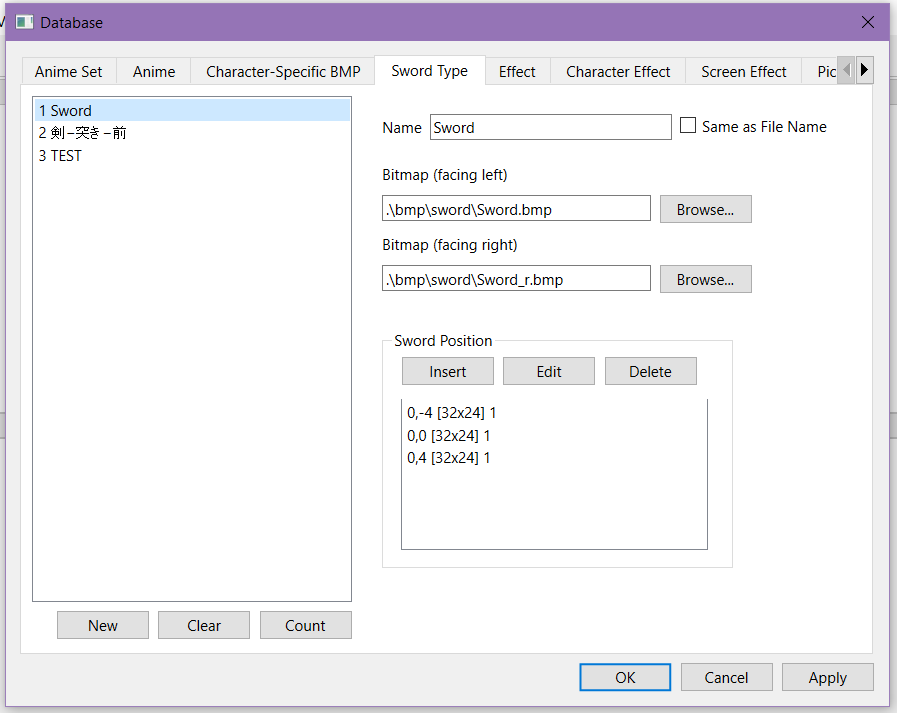 Database
Anime Set
Anime
Character-Specific BMP
Sword Type
Effect
Character Effect
Screen Effect
Pic
1 Sword
2 剣−突き−前
3 TEST
Name
Sword
Same as File Name
Bitmap (facing left)
.\bmp\sword\Sword.bmp
Browse...
Bitmap (facing right)
.\bmp\sword\Sword_r.bmp
Browse...
Sword Position
Insert
Edit
Delete
0,-4 [32x24] 1
0,0 [32x24] 1
0,4 [32x24] 1
New
Clear
Count
OK
Cancel
Apply